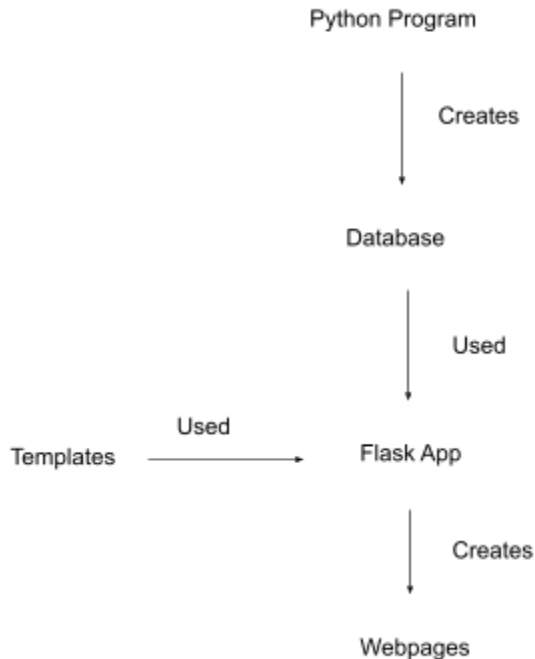 Python Program
Creates
Database
Used
Used
Templates
Flask App
Creates
Webpages